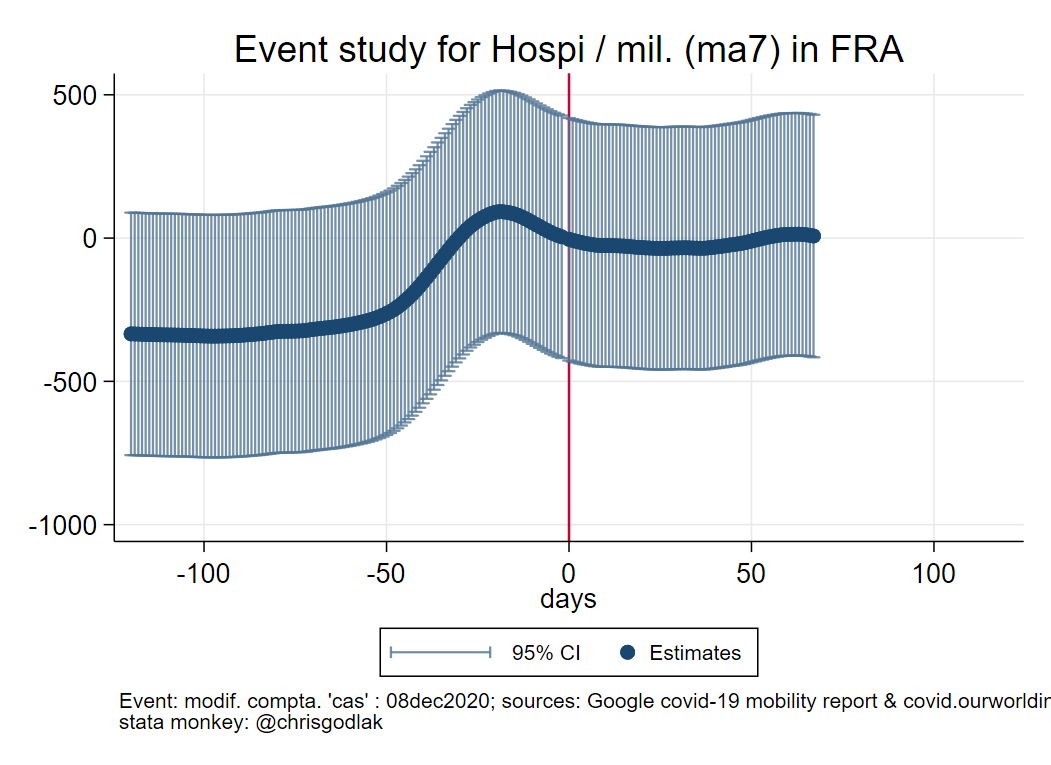 Event study for Hospi / mil. (ma7) in FRA
500
0
-500
-1000
-100 -50 0 50 100
days
95% CI Estimates
Event: modif. compta. 'cas' : 08dec2020; sources: Google covid-19 mobility report & covid.ourworldin
stata monkey: @chrisgodlak